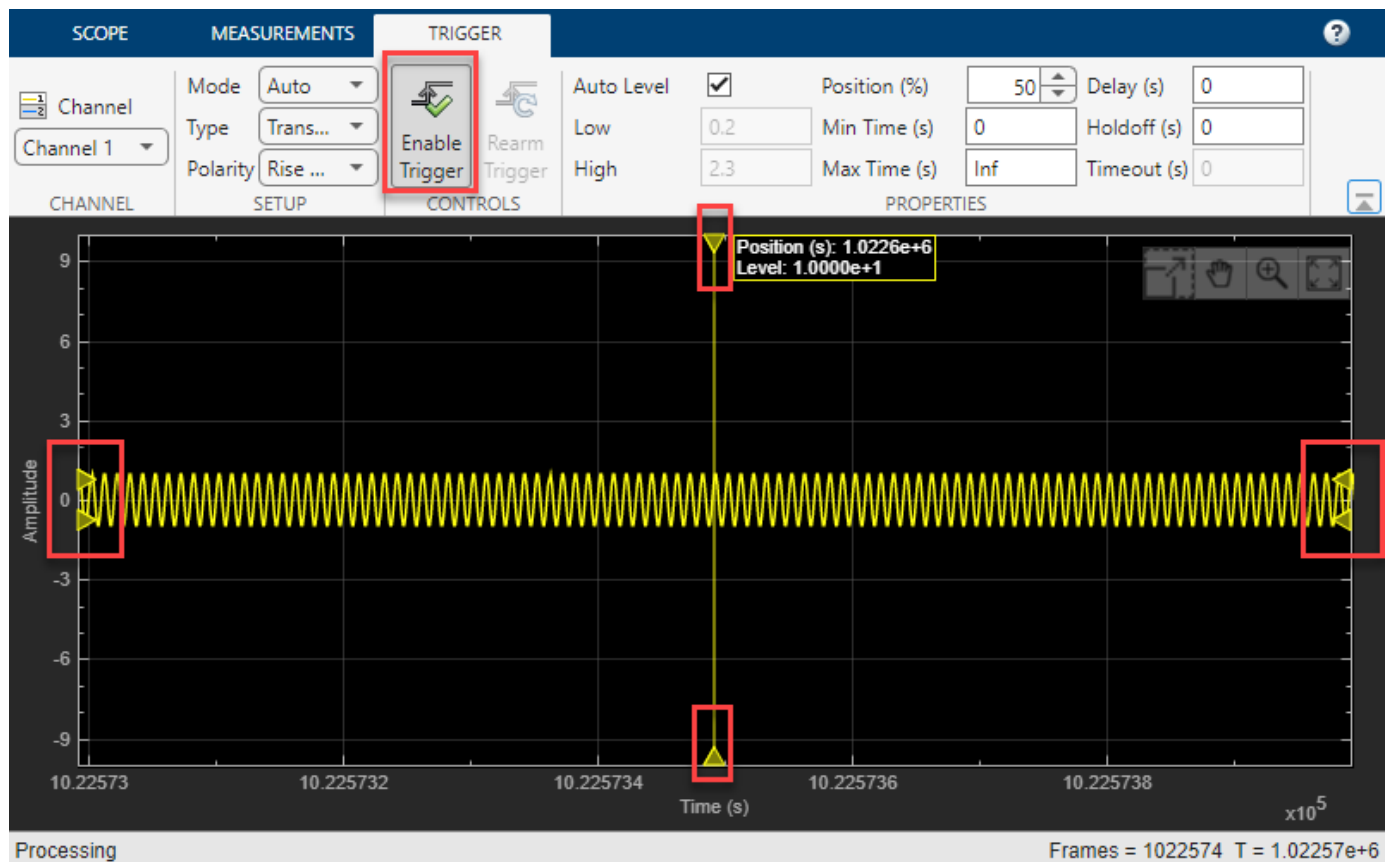 SCOPE MEASUREMENTS TRIGGER ?
Channel
Channel 1
CHANNEL
Mode Auto
Type Trans...
Polarity Rise ...
SETUP
Enable
Trigger
Rearm
Trigger
CONTROLS
Auto Level
Low 0.2
High 2.3
Position (%) 50
Min Time (s) 0
Max Time (s) Inf
Delay (s) 0
Holdoff (s) 0
Timeout (s) 0
PROPERTIES
Position (s): 1.0226e+6
Level: 1.0000e+1
9
6
3
0
-3
-6
-9
Amplitude
10.22573 10.225732 10.225734 10.225736 10.225738
Time (s)
x10^5
Processing Frames = 1022574 T = 1.02257e+6